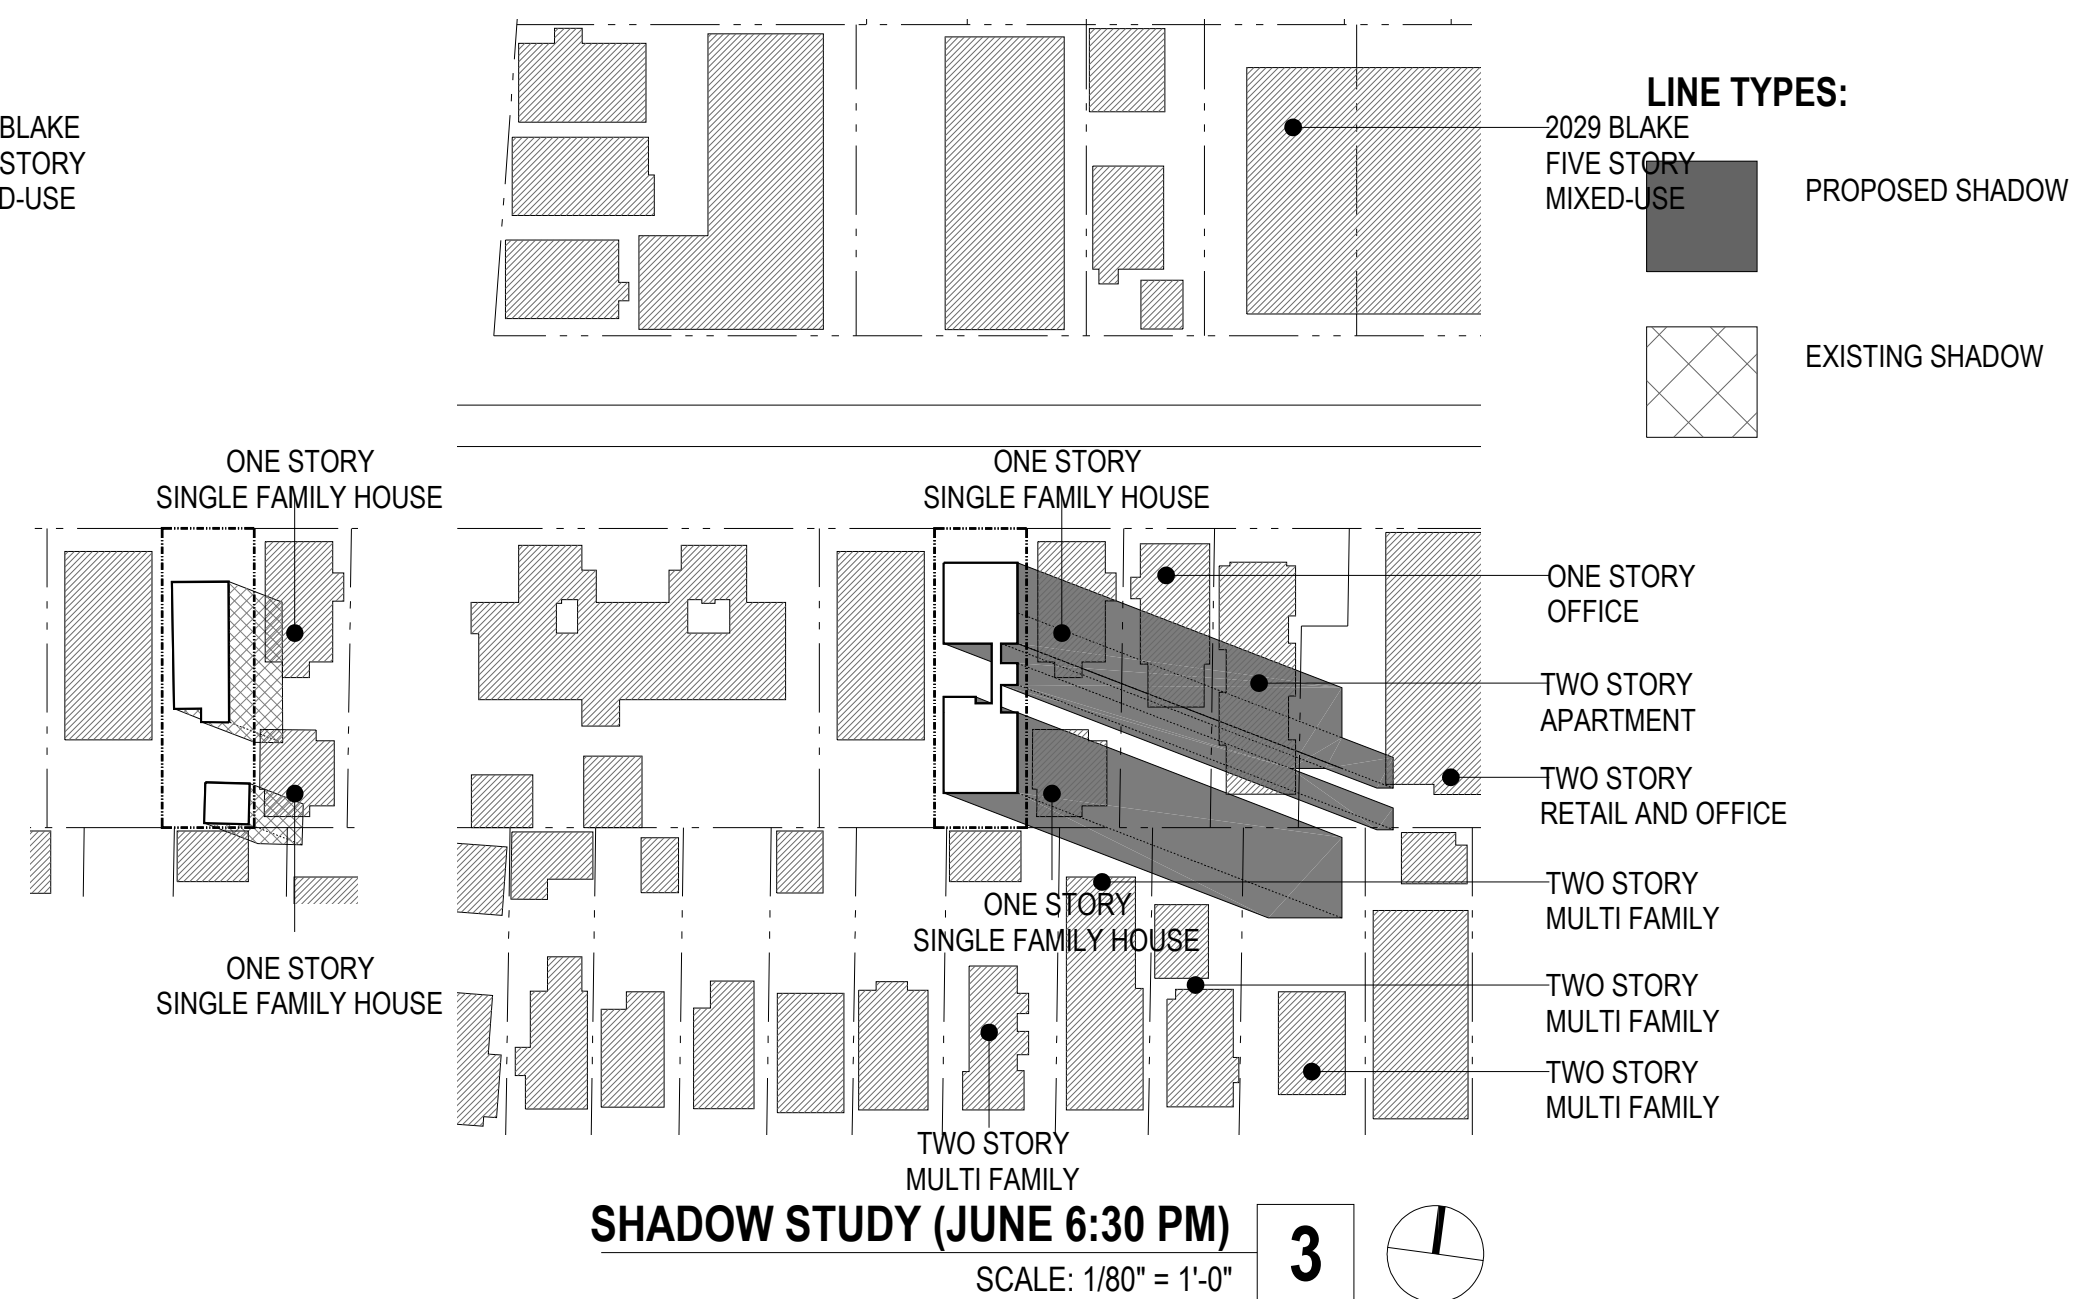 BLAKE
STORY
D-USE
LINE TYPES:
2029 BLAKE
FIVE STORY
MIXED-USE
PROPOSED SHADOW
EXISTING SHADOW
ONE STORY
SINGLE FAMILY HOUSE
ONE STORY
SINGLE FAMILY HOUSE
ONE STORY
OFFICE
TWO STORY
APARTMENT
TWO STORY
RETAIL AND OFFICE
TWO STORY
MULTI FAMILY
ONE STORY
SINGLE FAMILY HOUSE
ONE STORY
SINGLE FAMILY HOUSE
TWO STORY
MULTI FAMILY
TWO STORY
MULTI FAMILY
TWO STORY
MULTI FAMILY
SHADOW STUDY (JUNE 6:30 PM)
3
SCALE: 1/80" = 1'-0"